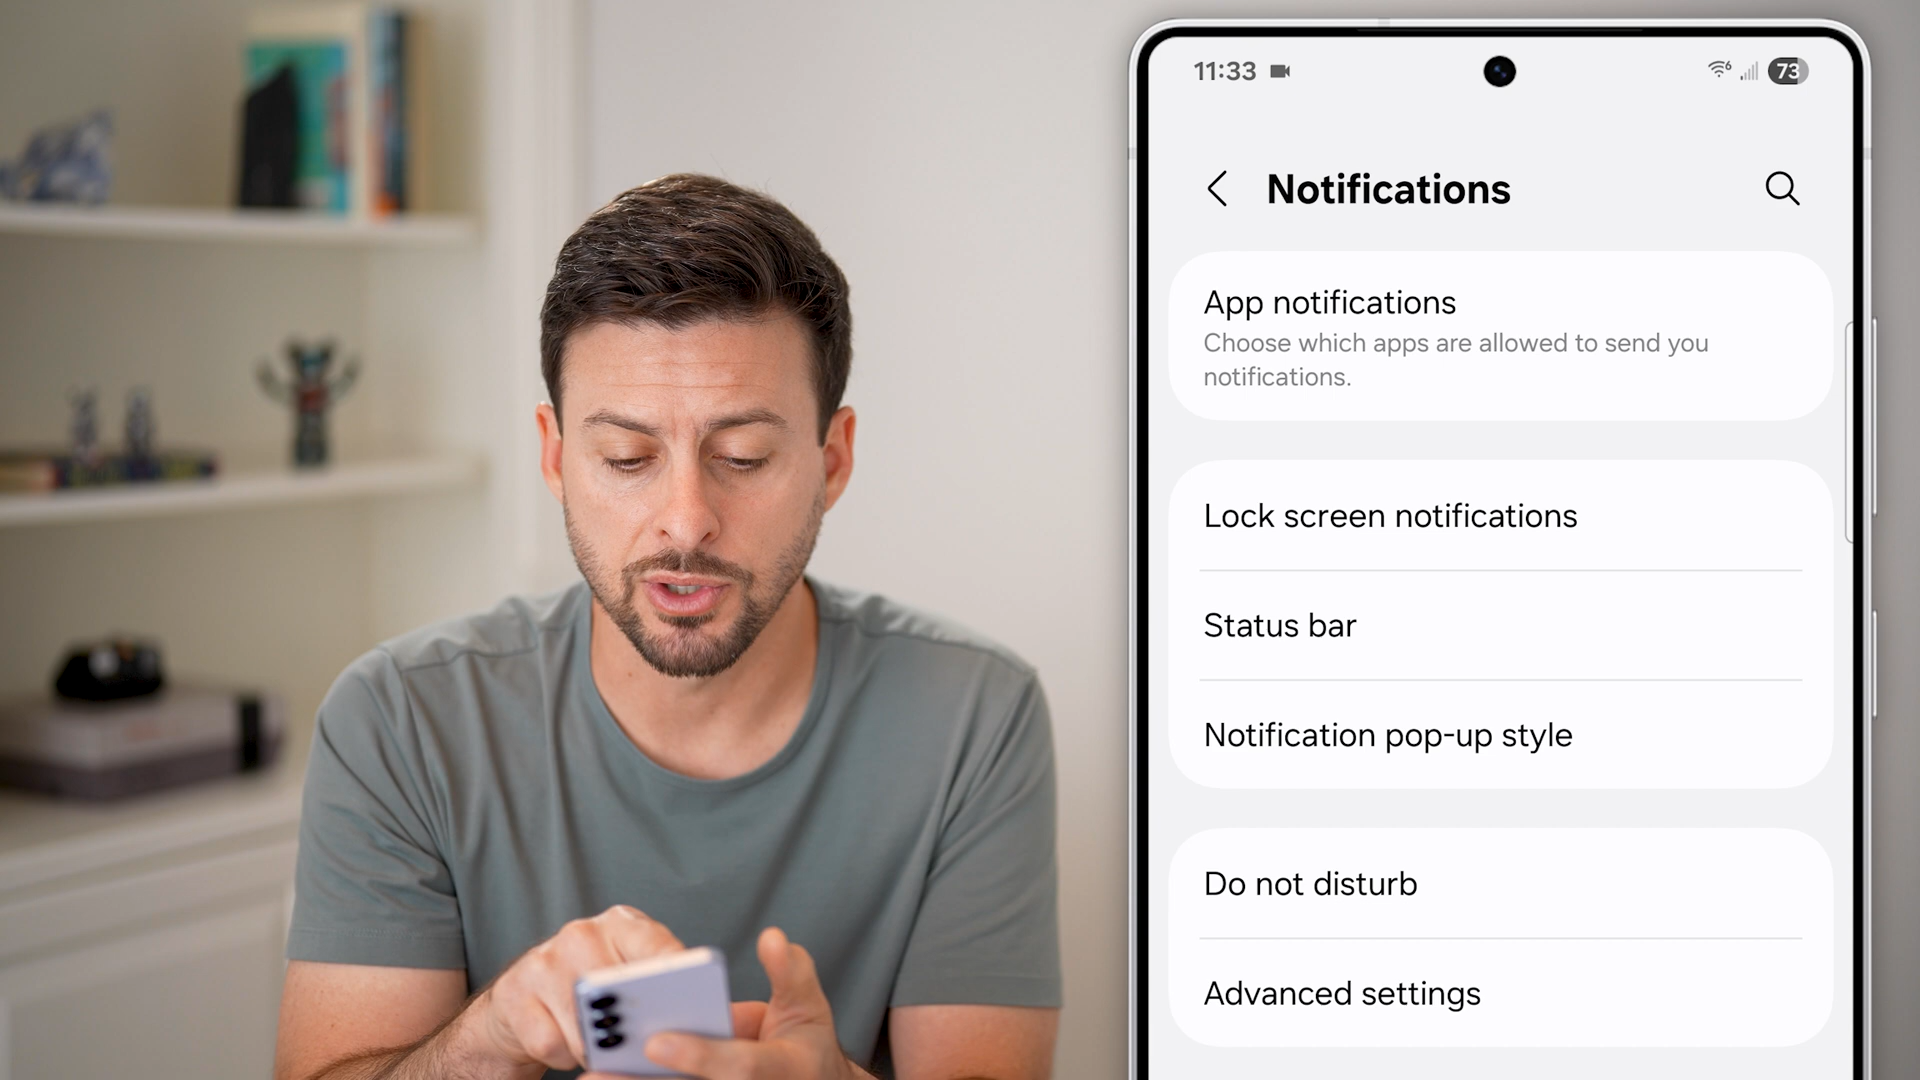 11:33
6
73
Notifications
App notifications
Choose which apps are allowed to send you
notifications.
Lock screen notifications
Status bar
Notification pop-up style
Do not disturb
Advanced settings